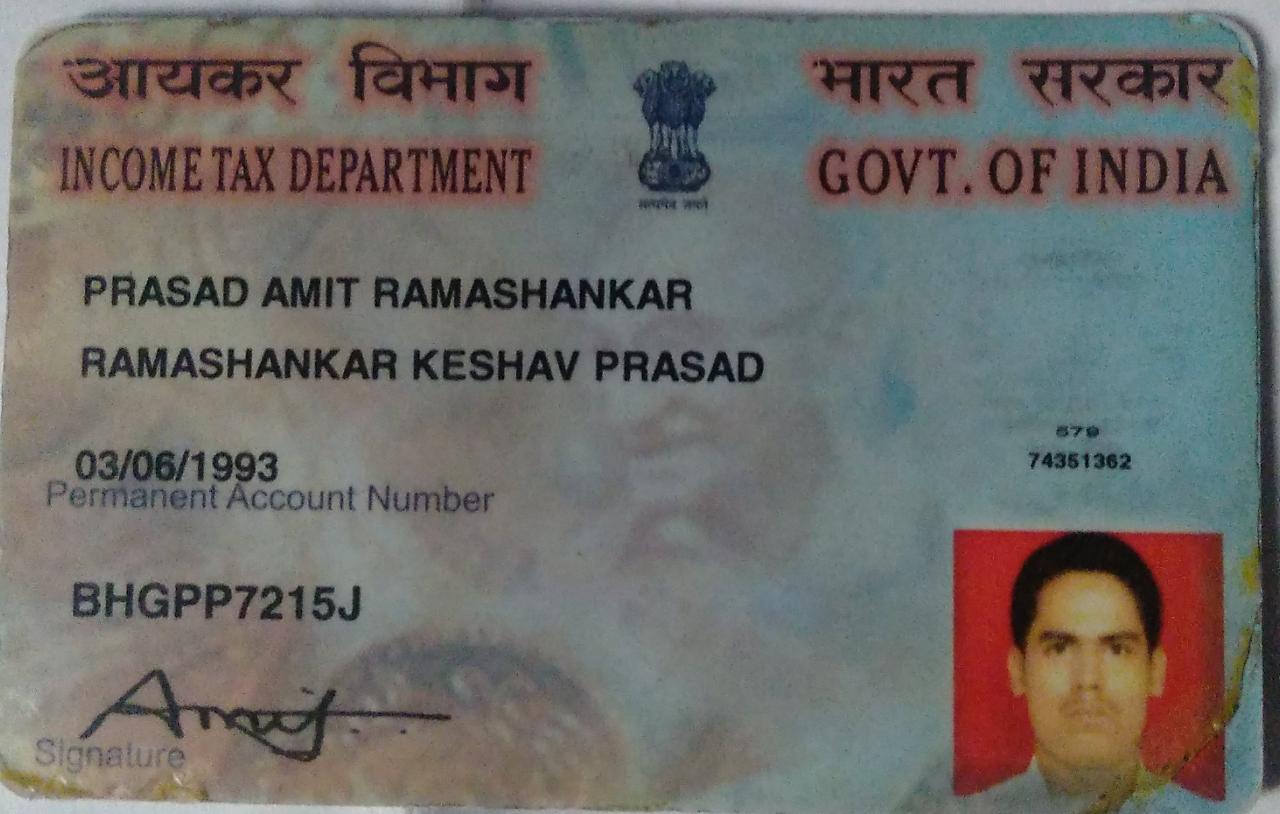 आयकर विभाग
भारत सरकार
INCOME TAX DEPARTMENT
GOVT. OF INDIA
सत्यमेव जयते
PRASAD AMIT RAMASHANKAR
RAMASHANKAR KESHAV PRASAD
579
74351362
03/06/1993
Permanent Account Number
BHGPP7215J
Amit
Signature